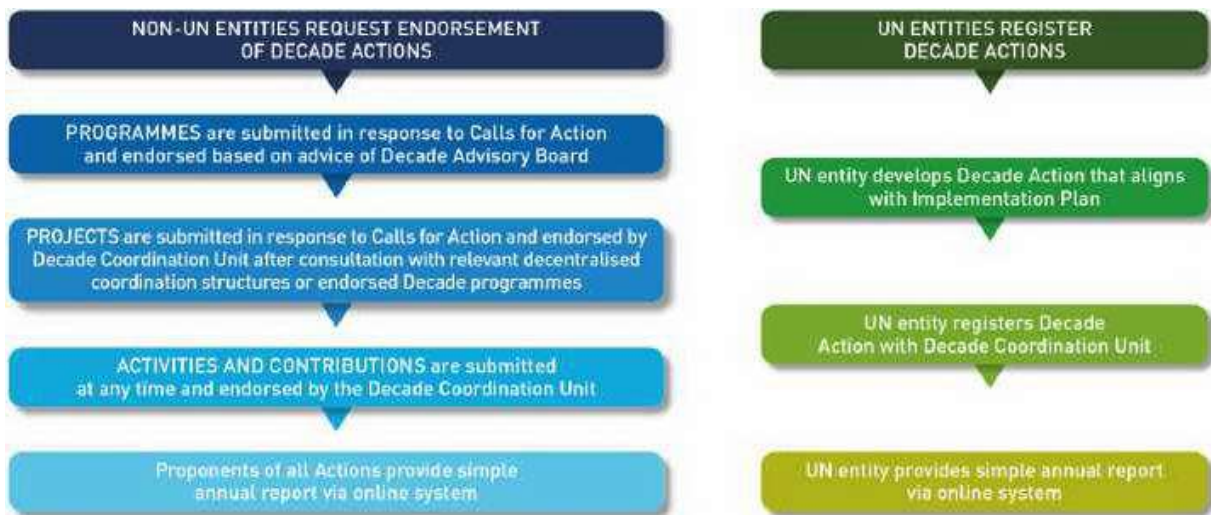 NON-UN ENTITIES REQUEST ENDORSEMENT
OF DECADE ACTIONS
PROGRAMMES are submitted in response to Calls for Action
and endorsed based on advice of Decade Advisory Board
PROJECTS are submitted in response to Calls for Action and endorsed by
Decade Coordination Unit after consultation with relevant decentralised
coordination structures or endorsed Decade programmes
ACTIVITIES AND CONTRIBUTIONS are submitted
at any time and endorsed by the Decade Coordination Unit
Proponents of all Actions provide simple
annual report via online system
UN ENTITIES REGISTER
DECADE ACTIONS
UN entity develops Decade Action that aligns
with Implementation Plan
UN entity registers Decade
Action with Decade Coordination Unit
UN entity provides simple annual report
via online system